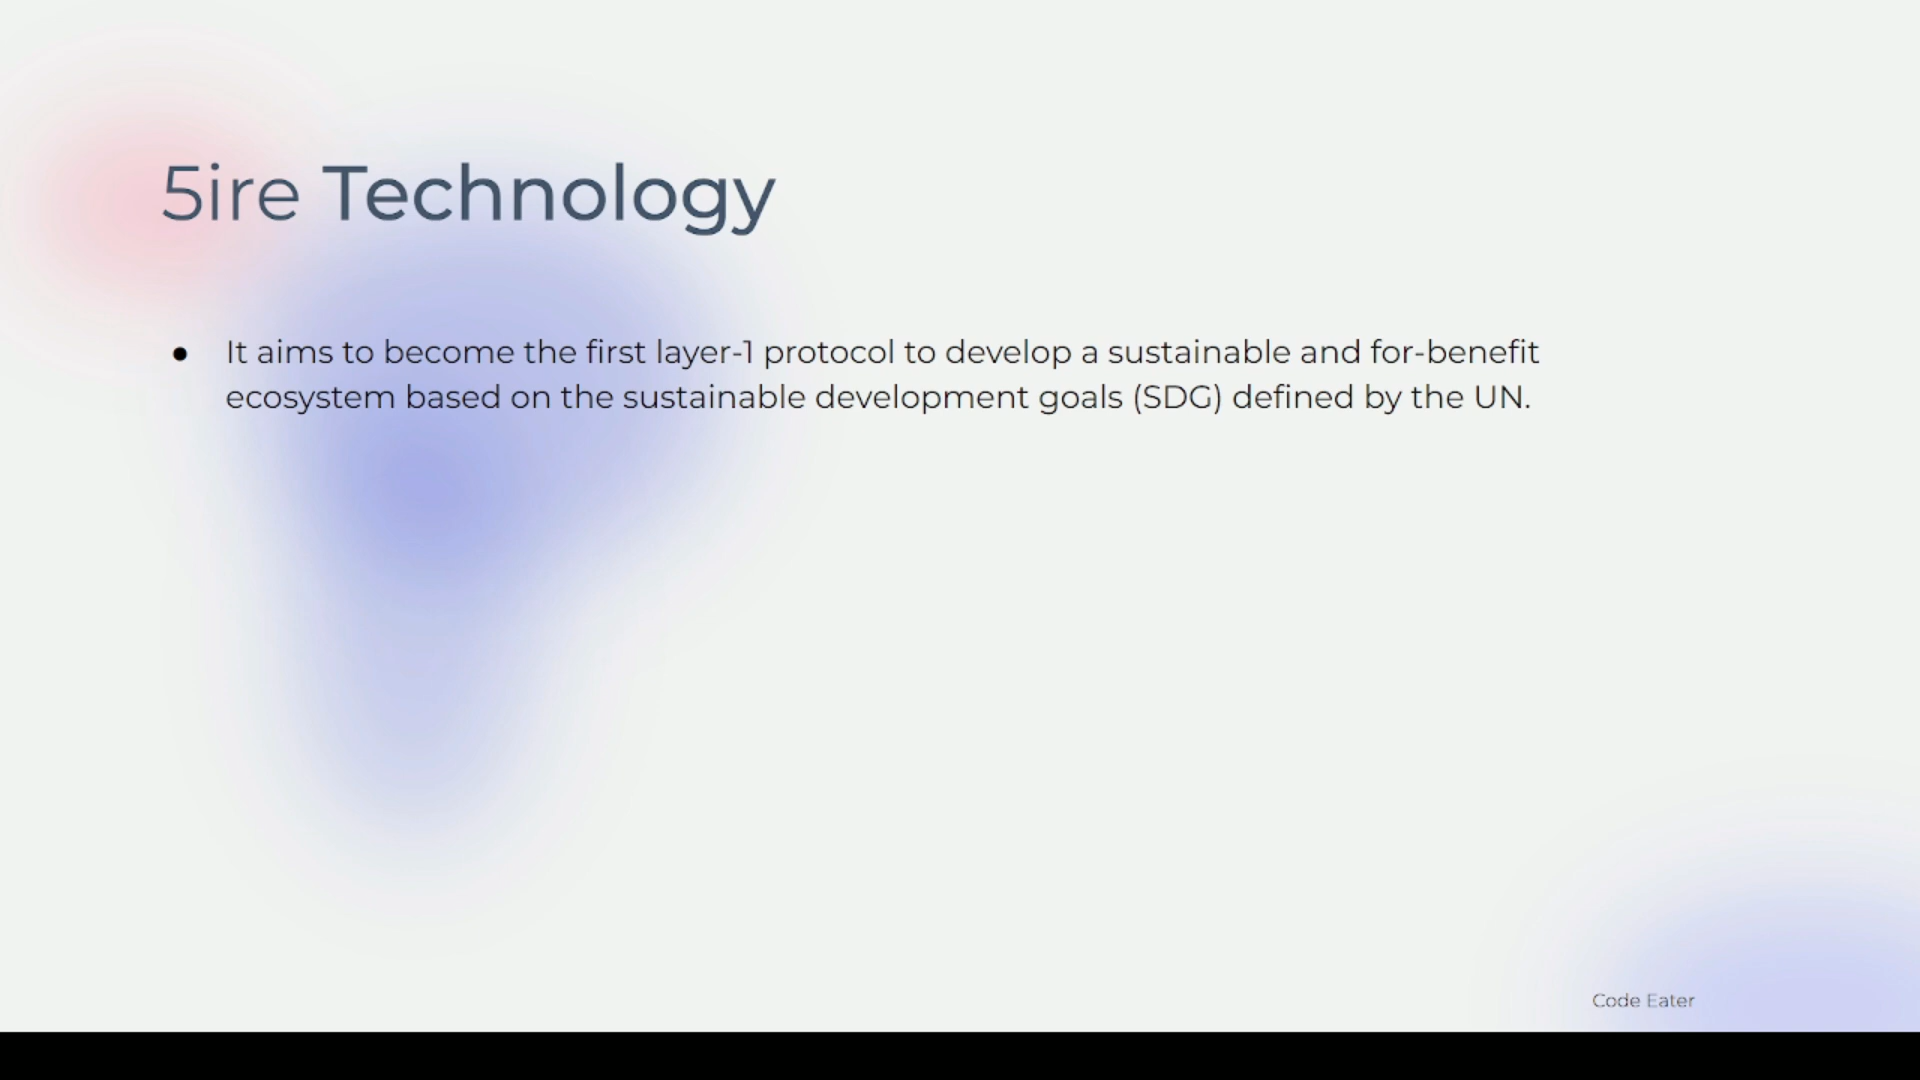 5ire Technology
● It aims to become the first layer-1 protocol to develop a sustainable and for-benefit
ecosystem based on the sustainable development goals (SDG) defined by the UN.
Code Eater